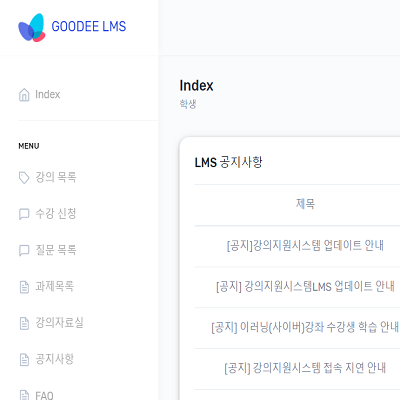 GOODEE LMS
Index
MENU
강의 목록
수강 신청
질문 목록
과제목록
강의자료실
공지사항
FAQ
Index
학생
LMS 공지사항
제목
[공지]강의지원시스템 업데이트 안내
[공지] 강의지원시스템LMS 업데이트 안내
[공지] 이러닝(사이버)강좌 수강생 학습 안내
[공지] 강의지원시스템 접속 지연 안내